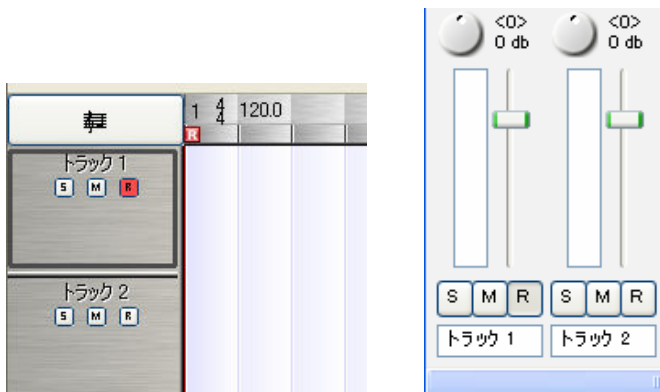 1 4/4 120.0
R
トラック 1
S M R
トラック 2
S M R
<0> <0>
0 db 0 db
S M R S M R
トラック 1 トラック 2